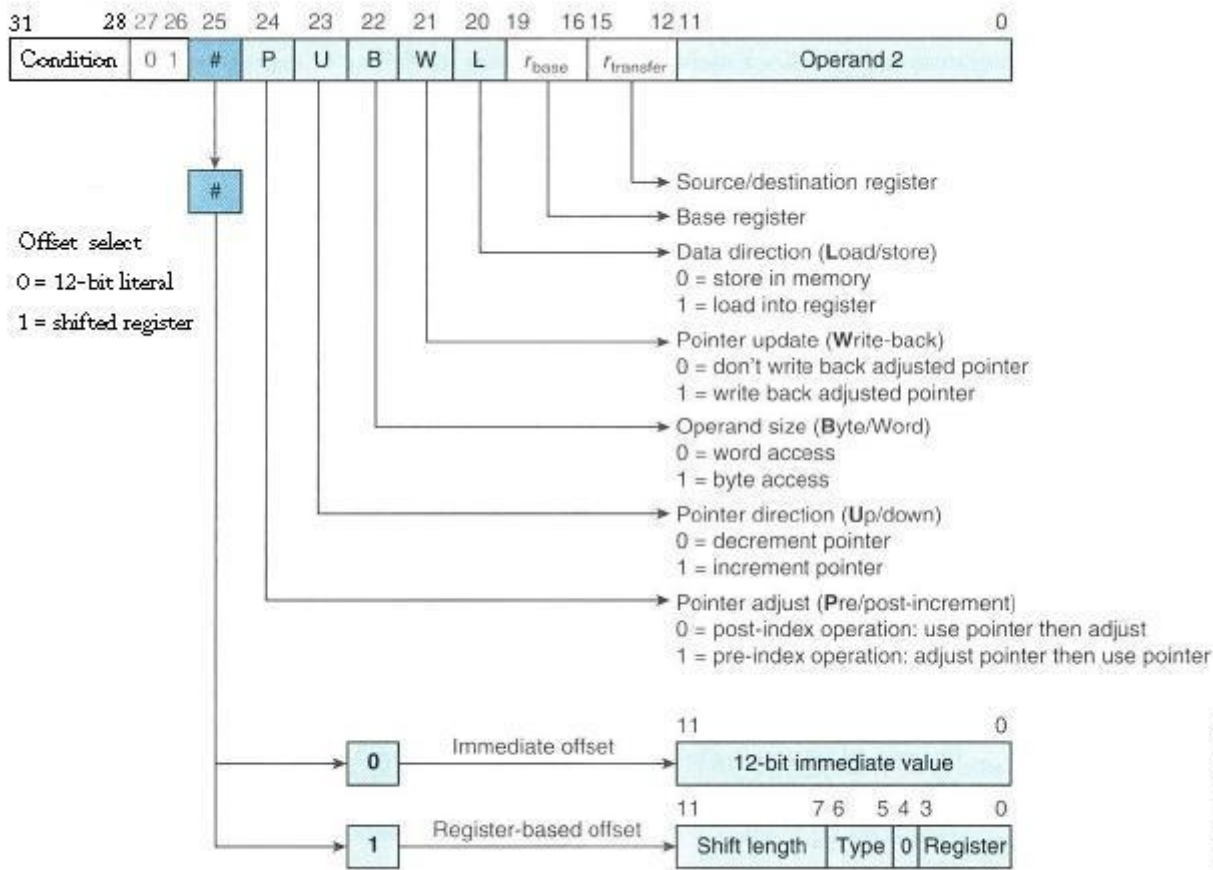 31 28 27 26 25 24 23 22 21 20 19 16 15 12 11 0
Condition 0 1 # P U B W L r_base r_transfer Operand 2
#
Source/destination register
Base register
Offset select
0 = 12-bit literal
1 = shifted register
Data direction (Load/store)
0 = store in memory
1 = load into register
Pointer update (Write-back)
0 = don't write back adjusted pointer
1 = write back adjusted pointer
Operand size (Byte/Word)
0 = word access
1 = byte access
Pointer direction (Up/down)
0 = decrement pointer
1 = increment pointer
Pointer adjust (Pre/post-increment)
0 = post-index operation: use pointer then adjust
1 = pre-index operation: adjust pointer then use pointer
11 0
0 Immediate offset 12-bit immediate value
11 7 6 5 4 3 0
1 Register-based offset Shift length Type 0 Register